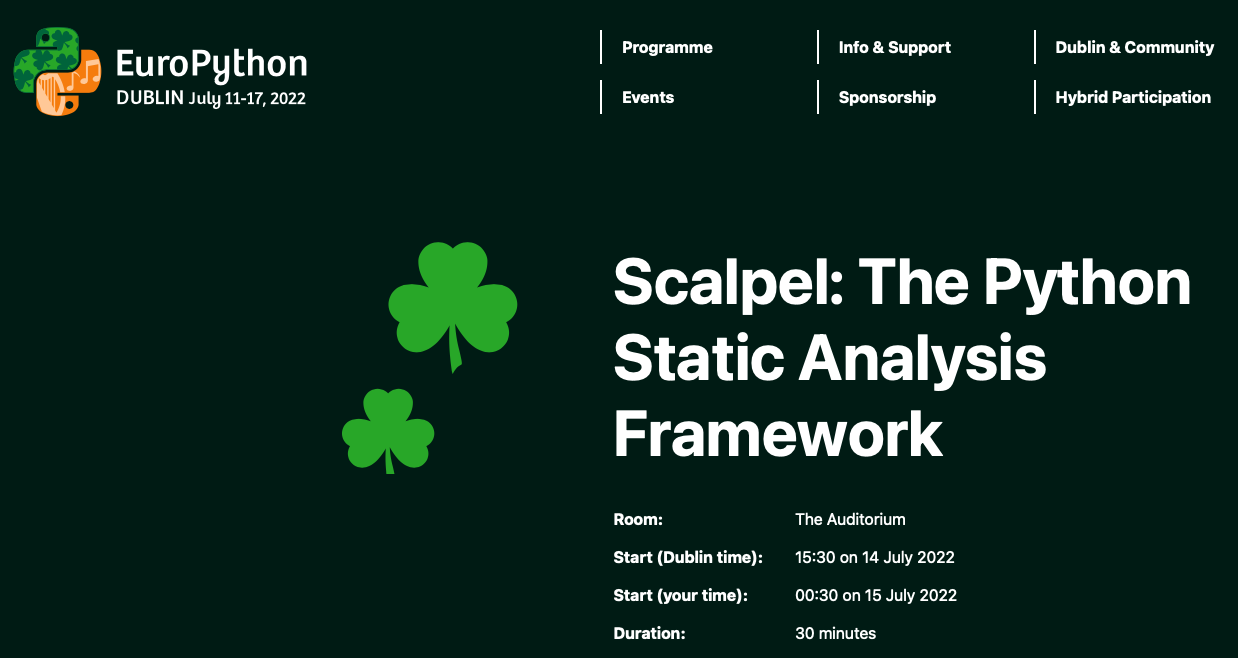 EuroPython
DUBLIN July 11-17, 2022
Programme
Info & Support
Dublin & Community
Events
Sponsorship
Hybrid Participation
Scalpel: The Python
Static Analysis
Framework
Room: The Auditorium
Start (Dublin time): 15:30 on 14 July 2022
Start (your time): 00:30 on 15 July 2022
Duration: 30 minutes